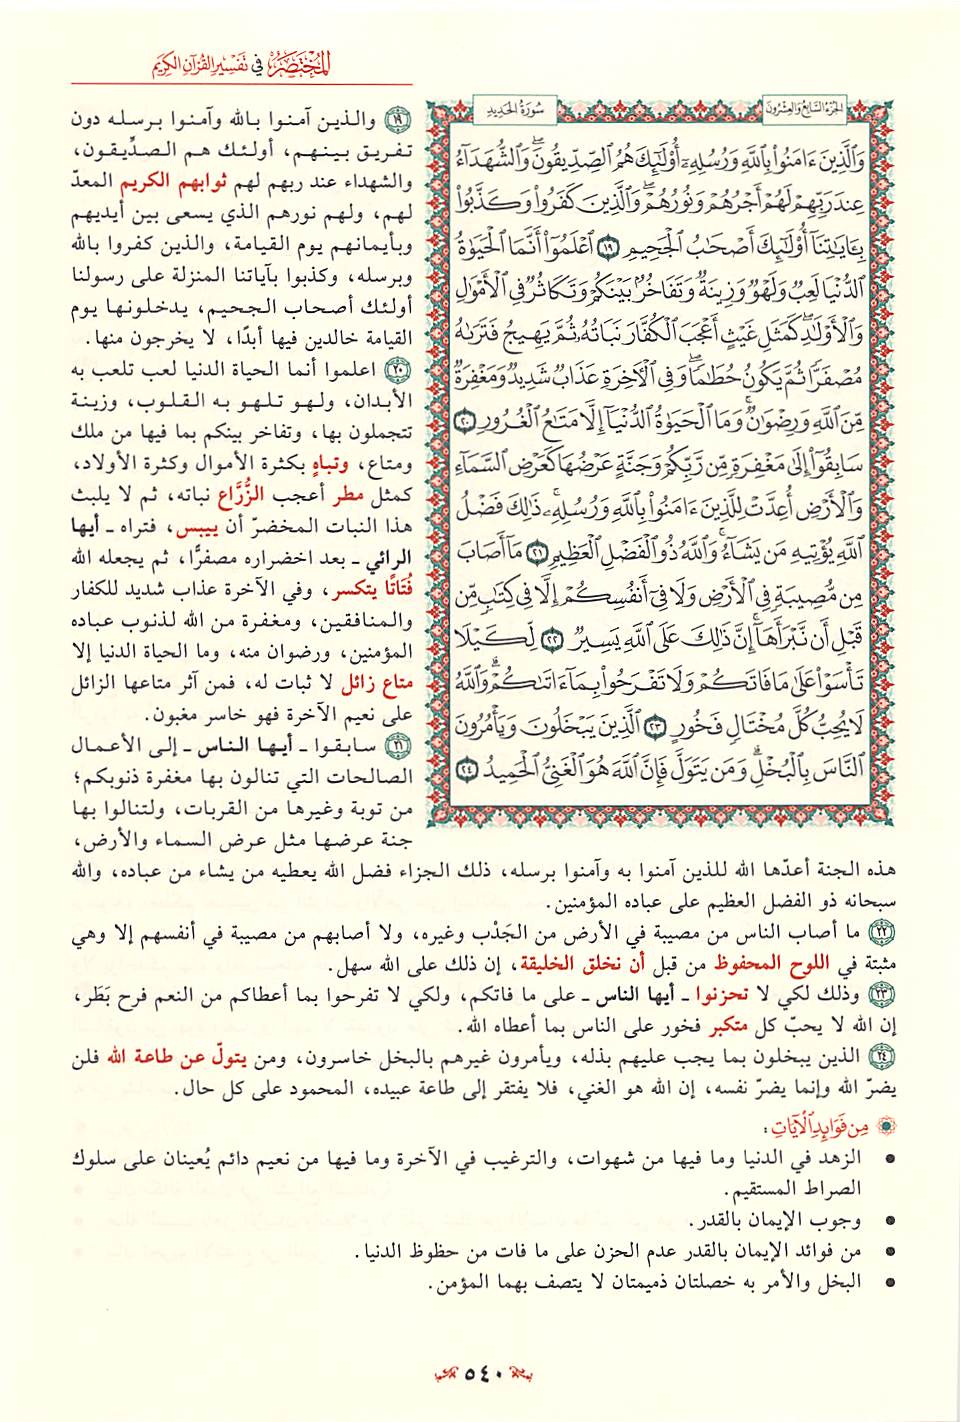 المختصر في تفسير القرآن الكريم
الجزء السابع والعشرون
سورة الحديد
وَالَّذِينَ ءَامَنُوا۟ بِاللَّهِ وَرُسُلِهِۦٓ أُو۟لَٰٓئِكَ هُمُ الصِّدِّيقُونَ ۖ وَالشُّهَدَآءُ
عِندَ رَبِّهِمْ لَهُمْ أَجْرُهُمْ وَنُورُهُمْ ۖ وَالَّذِينَ كَفَرُوا۟ وَكَذَّبُوا۟
بِـَٔايَٰتِنَآ أُو۟لَٰٓئِكَ أَصْحَٰبُ الْجَحِيمِ ١٩ اعْلَمُوٓا۟ أَنَّمَا الْحَيَوٰةُ
الدُّنْيَا لَعِبٌ وَلَهْوٌ وَزِينَةٌ وَتَفَاخُرٌۢ بَيْنَكُمْ وَتَكَاثُرٌ فِي الْأَمْوَٰلِ
وَالْأَوْلَٰدِ ۖ كَمَثَلِ غَيْثٍ أَعْجَبَ الْكُفَّارَ نَبَاتُهُۥ ثُمَّ يَهِيجُ فَتَرَىٰهُ
مُصْفَرًّا ثُمَّ يَكُونُ حُطَٰمًا ۖ وَفِي الْءَاخِرَةِ عَذَابٌ شَدِيدٌ وَمَغْفِرَةٌ
مِّنَ اللَّهِ وَرِضْوَٰنٌ ۚ وَمَا الْحَيَوٰةُ الدُّنْيَآ إِلَّا مَتَٰعُ الْغُرُورِ ٢٠
سَابِقُوٓا۟ إِلَىٰ مَغْفِرَةٍ مِّن رَّبِّكُمْ وَجَنَّةٍ عَرْضُهَا كَعَرْضِ السَّمَآءِ
وَالْأَرْضِ أُعِدَّتْ لِلَّذِينَ ءَامَنُوا۟ بِاللَّهِ وَرُسُلِهِۦ ۚ ذَٰلِكَ فَضْلُ
اللَّهِ يُؤْتِيهِ مَن يَشَآءُ ۚ وَاللَّهُ ذُو الْفَضْلِ الْعَظِيمِ ٢١ مَآ أَصَابَ
مِن مُّصِيبَةٍ فِي الْأَرْضِ وَلَا فِيٓ أَنفُسِكُمْ إِلَّا فِي كِتَٰبٍ مِّن
قَبْلِ أَن نَّبْرَأَهَآ ۚ إِنَّ ذَٰلِكَ عَلَى اللَّهِ يَسِيرٌ ٢٢ لِّكَيْلَا
تَأْسَوْا۟ عَلَىٰ مَا فَاتَكُمْ وَلَا تَفْرَحُوا۟ بِمَآ ءَاتَىٰكُمْ ۗ وَاللَّهُ
لَا يُحِبُّ كُلَّ مُخْتَالٍ فَخُورٍ ٢٣ الَّذِينَ يَبْخَلُونَ وَيَأْمُرُونَ
النَّاسَ بِالْبُخْلِ ۗ وَمَن يَتَوَلَّ فَإِنَّ اللَّهَ هُوَ الْغَنِيُّ الْحَمِيدُ ٢٤
١٩ والذين آمنوا بالله وآمنوا برسله دون
تفريق بينهم، أولئك هم الصدِّيقون،
والشهداء عند ربهم لهم ثوابهم الكريم المعدّ
لهم، ولهم نورهم الذي يسعى بين أيديهم
وبأيمانهم يوم القيامة، والذين كفروا بالله
وبرسله، وكذبوا بآياتنا المنزلة على رسولنا
أولئك أصحاب الجحيم، يدخلونها يوم
القيامة خالدين فيها أبدًا، لا يخرجون منها.
٢٠ اعلموا أنما الحياة الدنيا لعب تلعب به
الأبدان، ولهو تلهو به القلوب، وزينة
تتجملون بها، وتفاخر بينكم بما فيها من ملك
ومتاع، وتباهٍ بكثرة الأموال وكثرة الأولاد،
كمثل مطر أعجب الزُّرَّاع نباته، ثم لا يلبث
هذا النبات المخضرّ أن ييبس، فتراه ـ أيها
الرائي ـ بعد اخضراره مصفرًّا، ثم يجعله الله
فُتَاتًا يتكسر، وفي الآخرة عذاب شديد للكفار
والمنافقين، ومغفرة من الله لذنوب عباده
المؤمنين، ورضوان منه، وما الحياة الدنيا إلا
متاع زائل لا ثبات له، فمن آثر متاعها الزائل
على نعيم الآخرة فهو خاسر مغبون.
٢١ سابقوا ـ أيها الناس ـ إلى الأعمال
الصالحات التي تنالون بها مغفرة ذنوبكم؛
من توبة وغيرها من القربات، ولتنالوا بها
جنة عرضها مثل عرض السماء والأرض،
هذه الجنة أعدّها الله للذين آمنوا به وآمنوا برسله، ذلك الجزاء فضل الله يعطيه من يشاء من عباده، والله
سبحانه ذو الفضل العظيم على عباده المؤمنين.
٢٢ ما أصاب الناس من مصيبة في الأرض من الجَدْب وغيره، ولا أصابهم من مصيبة في أنفسهم إلا وهي
مثبتة في اللوح المحفوظ من قبل أن نخلق الخليقة، إن ذلك على الله سهل.
٢٣ وذلك لكي لا تحزنوا ـ أيها الناس ـ على ما فاتكم، ولكي لا تفرحوا بما أعطاكم من النعم فرح بَطَر،
إن الله لا يحبّ كل متكبر فخور على الناس بما أعطاه الله.
٢٤ الذين يبخلون بما يجب عليهم بذله، ويأمرون غيرهم بالبخل خاسرون، ومن يتولّ عن طاعة الله فلن
يضرّ الله وإنما يضرّ نفسه، إن الله هو الغني، فلا يفتقر إلى طاعة عبيده، المحمود على كل حال.
مِن فَوَائِدِ الْآيَاتِ:
● الزهد في الدنيا وما فيها من شهوات، والترغيب في الآخرة وما فيها من نعيم دائم يُعينان على سلوك
الصراط المستقيم.
● وجوب الإيمان بالقدر.
● من فوائد الإيمان بالقدر عدم الحزن على ما فات من حظوظ الدنيا.
● البخل والأمر به خصلتان ذميمتان لا يتصف بهما المؤمن.
٥٤٠